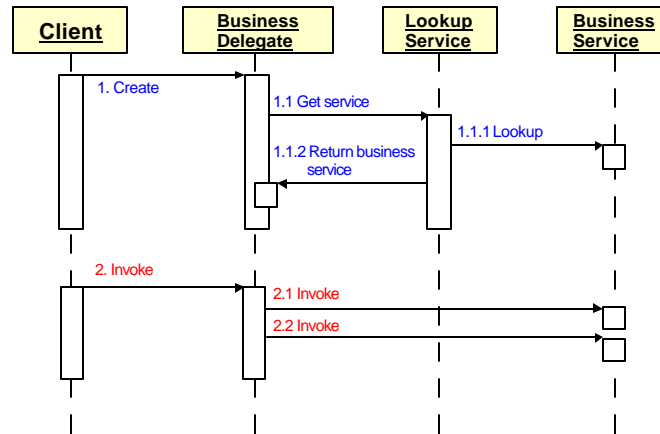 Client
Business
Delegate
Lookup
Service
Business
Service
1. Create
1.1 Get service
1.1.1 Lookup
1.1.2 Return business
service
2. Invoke
2.1 Invoke
2.2 Invoke